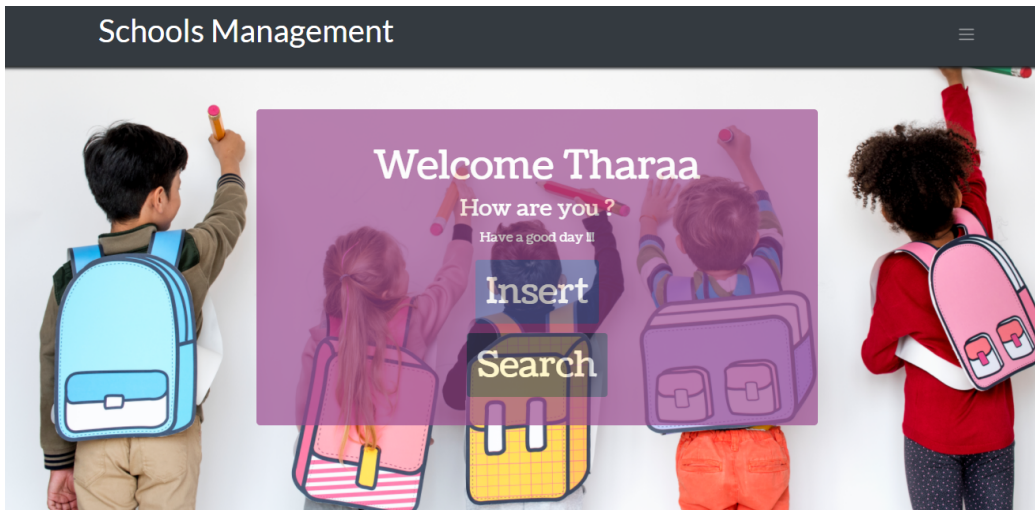 Schools Management
Welcome Tharaa
How are you ?
Have a good day !!!
Insert
Search